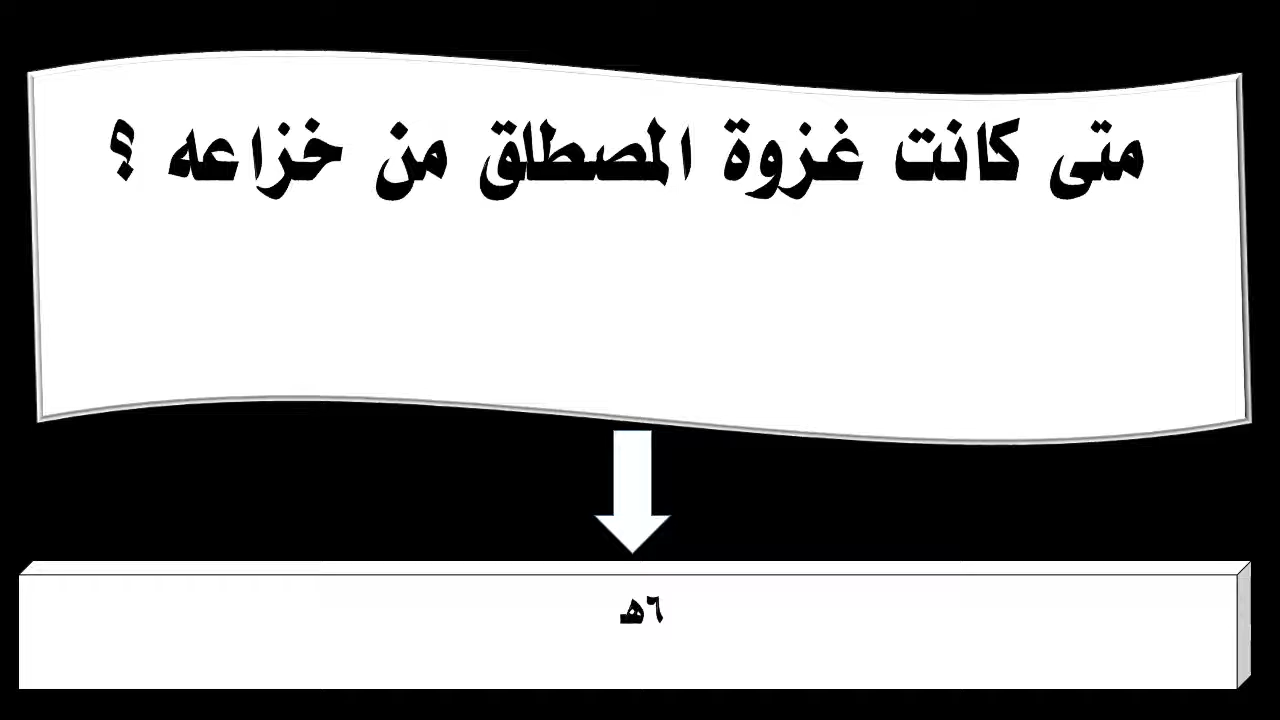 متى كانت غزوة المصطلق من خزاعه ؟
٦هـ